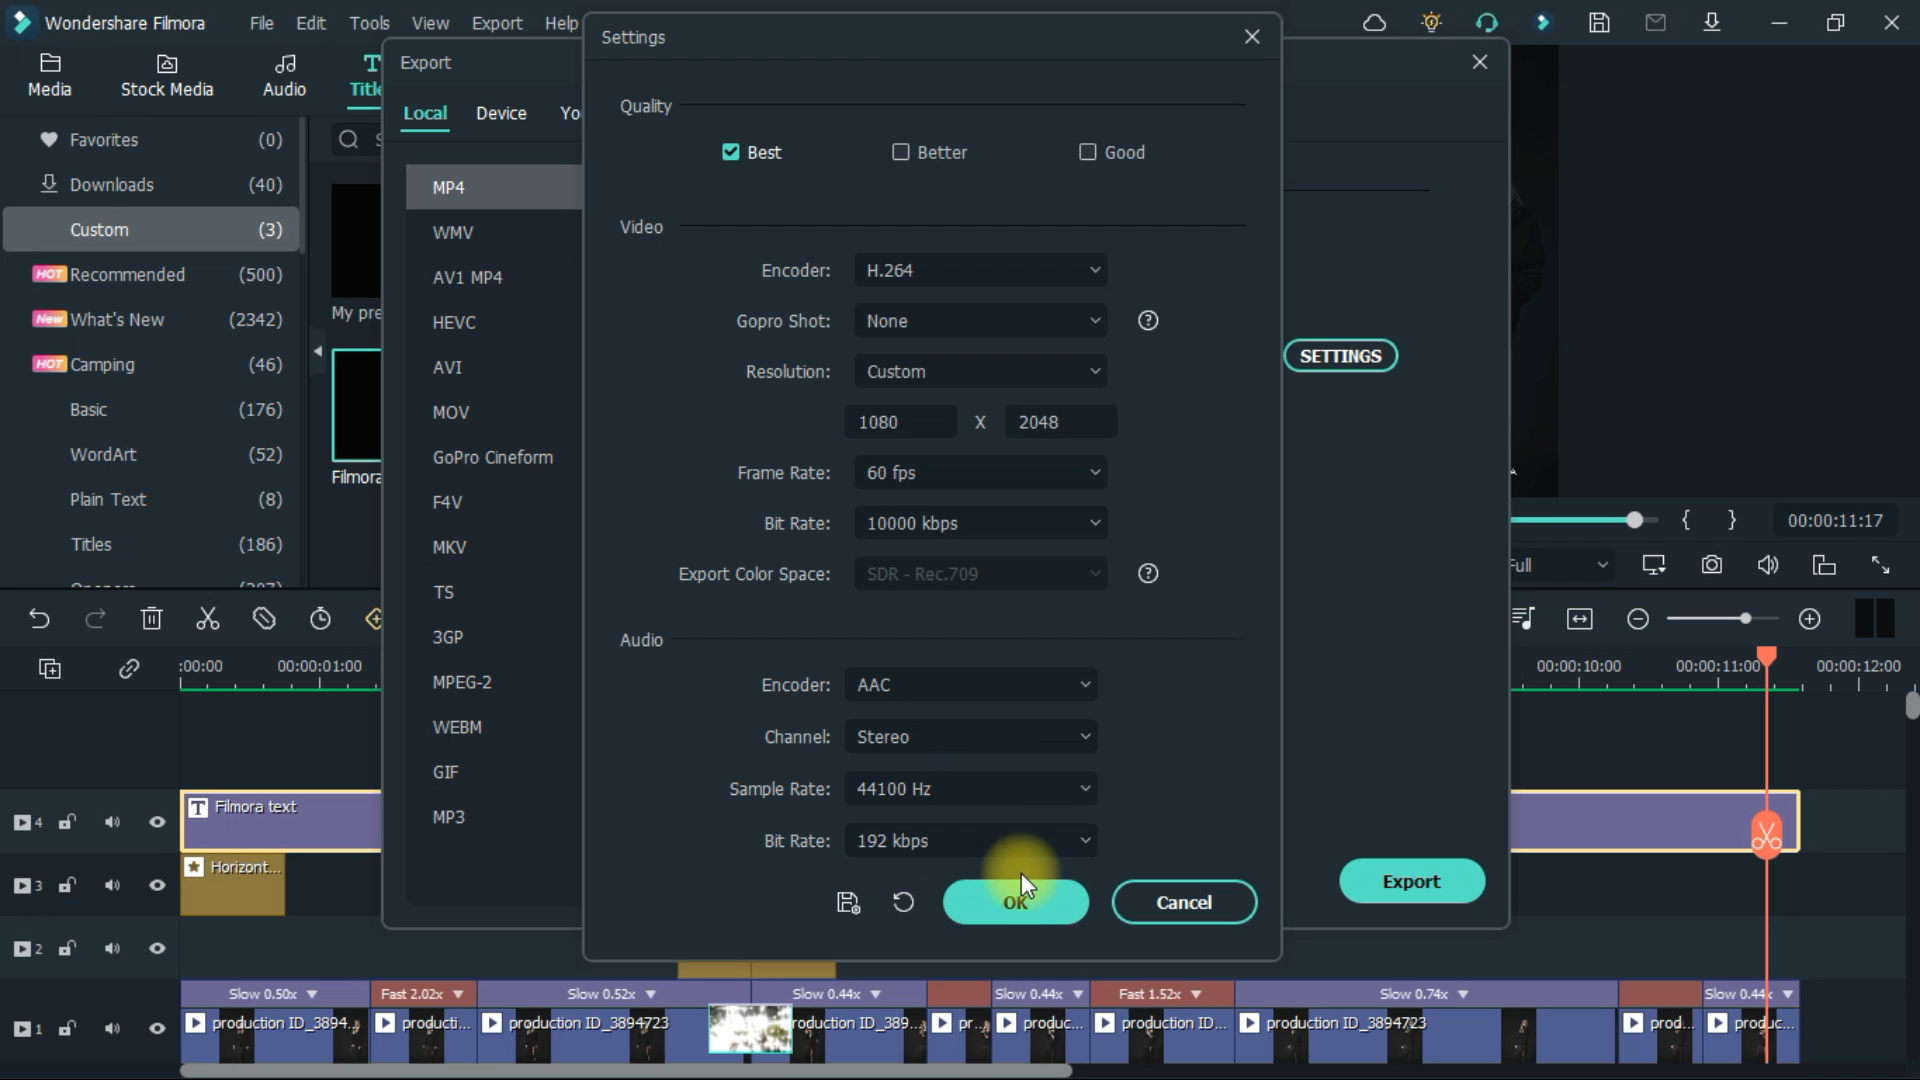 Wondershare Filmora File Edit Tools View Export Help
Media Stock Media Audio
Favorites (0)
Downloads (40)
Custom (3)
HOT Recommended (500)
New What's New (2342)
HOT Camping (46)
Basic (176)
WordArt (52)
Plain Text (8)
Titles (186)
Export
Local Device
MP4
WMV
AV1 MP4
HEVC
AVI
MOV
GoPro Cineform
F4V
MKV
TS
3GP
MPEG-2
WEBM
GIF
MP3
Settings
Quality
Best Better Good
Video
Encoder: H.264
Gopro Shot: None
Resolution: Custom
1080 X 2048
Frame Rate: 60 fps
Bit Rate: 10000 kbps
Export Color Space: SDR - Rec.709
Audio
Encoder: AAC
Channel: Stereo
Sample Rate: 44100 Hz
Bit Rate: 192 kbps
OK Cancel
SETTINGS
Export
00:00:11:17
:00:00 00:00:01:00 00:00:10:00 00:00:11:00 00:00:12:00
4 T Filmora text
3 Horizont...
2
Slow 0.50x Fast 2.02x Slow 0.52x Slow 0.44x Slow 0.44x Fast 1.52x Slow 0.74x Slow 0.44x
1 production ID_3894... producti... production ID_3894723 roduction ID_389... pr... produc... production ID... production ID_3894723 prod... produc...